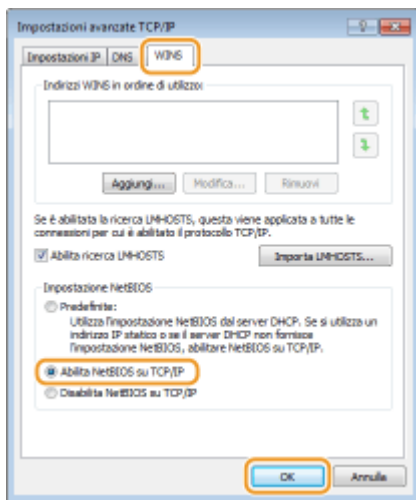 Impostazioni avanzate TCP/IP
Impostazioni IP DNS WINS
Indirizzi WINS in ordine di utilizzo:
Aggiungi... Modifica... Rimuovi
Se è abilitata la ricerca LMHOSTS, questa viene applicata a tutte le
connessioni per cui è abilitato il protocollo TCP/IP.
Abilita ricerca LMHOSTS Importa LMHOSTS...
Impostazione NetBIOS
Predefinite:
Utilizza l'impostazione NetBIOS dal server DHCP. Se si utilizza un
indirizzo IP statico o se il server DHCP non fornisce
l'impostazione NetBIOS, abilitare NetBIOS su TCP/IP.
Abilita NetBIOS su TCP/IP
Disabilita NetBIOS su TCP/IP
OK Annulla